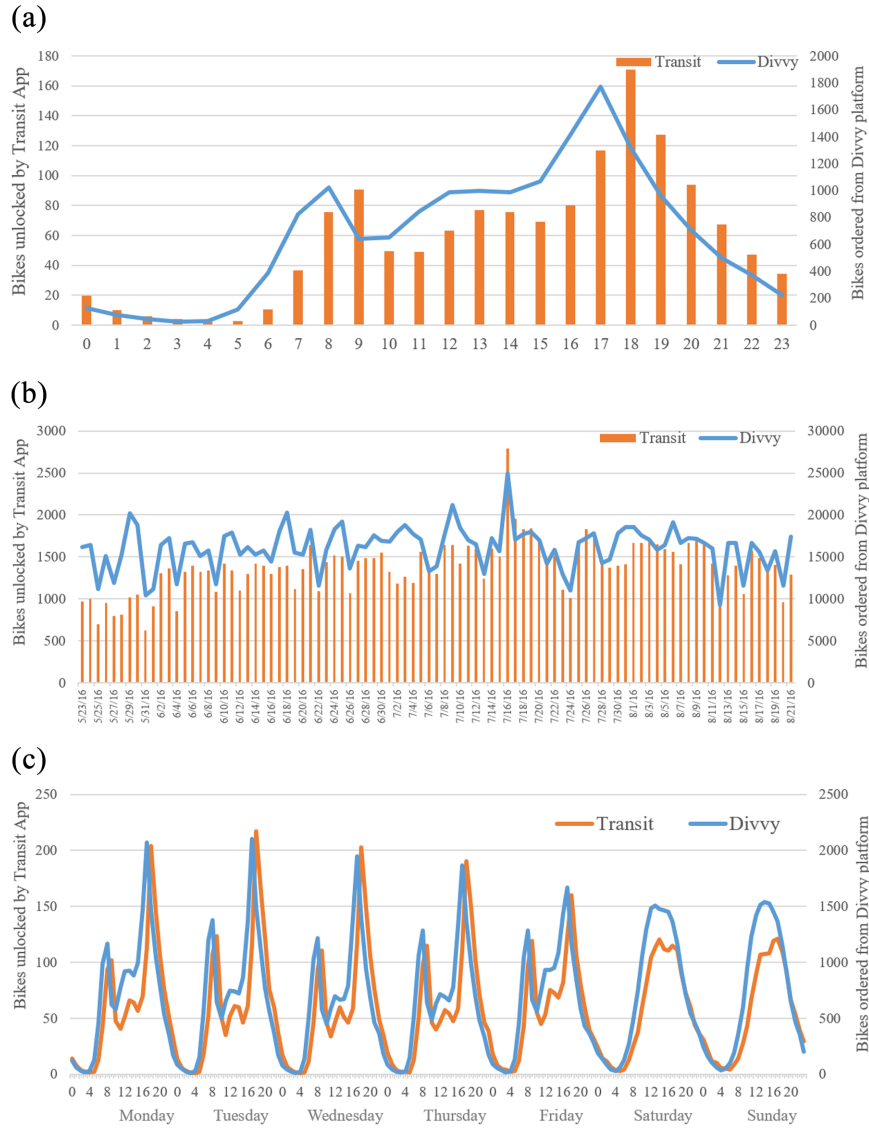 (a)
Bikes unlocked by Transit App
Bikes ordered from Divvy platform
Transit Divvy
180
160
140
120
100
80
60
40
20
0
2000
1800
1600
1400
1200
1000
800
600
400
200
0
0 1 2 3 4 5 6 7 8 9 10 11 12 13 14 15 16 17 18 19 20 21 22 23
(b)
Bikes unlocked by Transit App
Bikes ordered from Divvy platform
Transit Divvy
3000
2500
2000
1500
1000
500
0
30000
25000
20000
15000
10000
5000
0
5/23/16 5/25/16 5/27/16 5/29/16 5/31/16 6/2/16 6/4/16 6/6/16 6/8/16 6/10/16 6/12/16 6/14/16 6/16/16 6/18/16 6/20/16 6/22/16 6/24/16 6/26/16 6/28/16 6/30/16 7/2/16 7/4/16 7/6/16 7/8/16 7/10/16 7/12/16 7/14/16 7/16/16 7/18/16 7/20/16 7/22/16 7/24/16 7/26/16 7/28/16 7/30/16 8/1/16 8/3/16 8/5/16 8/7/16 8/9/16 8/11/16 8/13/16 8/15/16 8/17/16 8/19/16 8/21/16
(c)
Bikes unlocked by Transit App
Bikes ordered from Divvy platform
Transit Divvy
250
200
150
100
50
0
2500
2000
1500
1000
500
0
0 4 8 12 16 20 0 4 8 12 16 20 0 4 8 12 16 20 0 4 8 12 16 20 0 4 8 12 16 20 0 4 8 12 16 20 0 4 8 12 16 20
Monday Tuesday Wednesday Thursday Friday Saturday Sunday